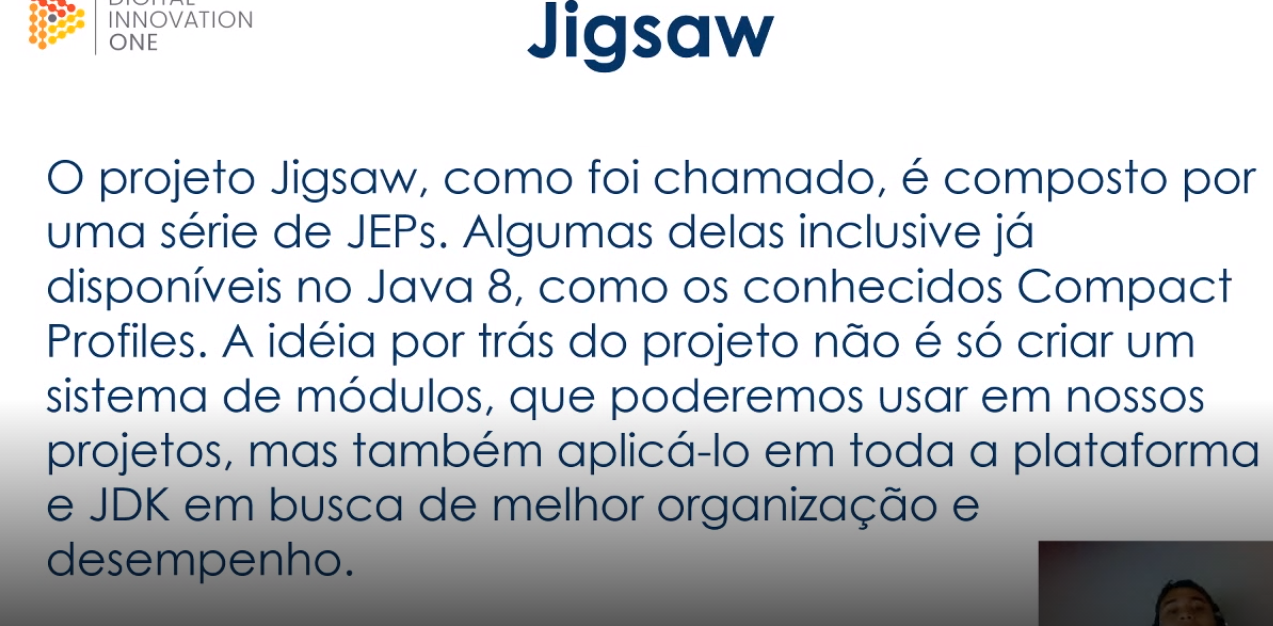 DIGITAL
INNOVATION
ONE
Jigsaw
O projeto Jigsaw, como foi chamado, é composto por
uma série de JEPs. Algumas delas inclusive já
disponíveis no Java 8, como os conhecidos Compact
Profiles. A idéia por trás do projeto não é só criar um
sistema de módulos, que poderemos usar em nossos
projetos, mas também aplicá-lo em toda a plataforma
e JDK em busca de melhor organização e
desempenho.